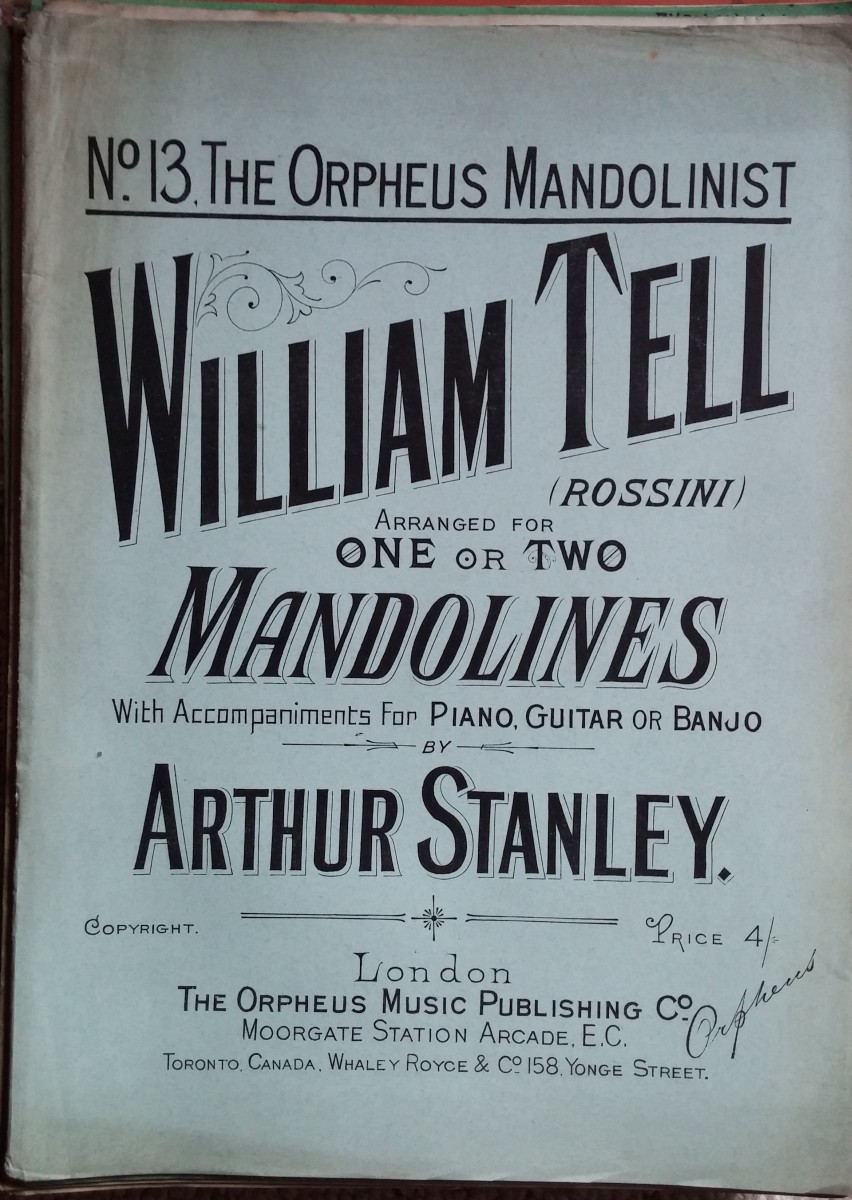 No. 13. THE ORPHEUS MANDOLINIST
WILLIAM TELL
(ROSSINI)
ARRANGED FOR
ONE OR TWO
MANDOLINES
With Accompaniments For PIANO, GUITAR OR BANJO
BY
ARTHUR STANLEY.
COPYRIGHT.
PRICE 4/-
London
THE ORPHEUS MUSIC PUBLISHING Co.
Orpheus
MOORGATE STATION ARCADE, E.C.
TORONTO, CANADA, WHALEY ROYCE & Co. 158, YONGE STREET.